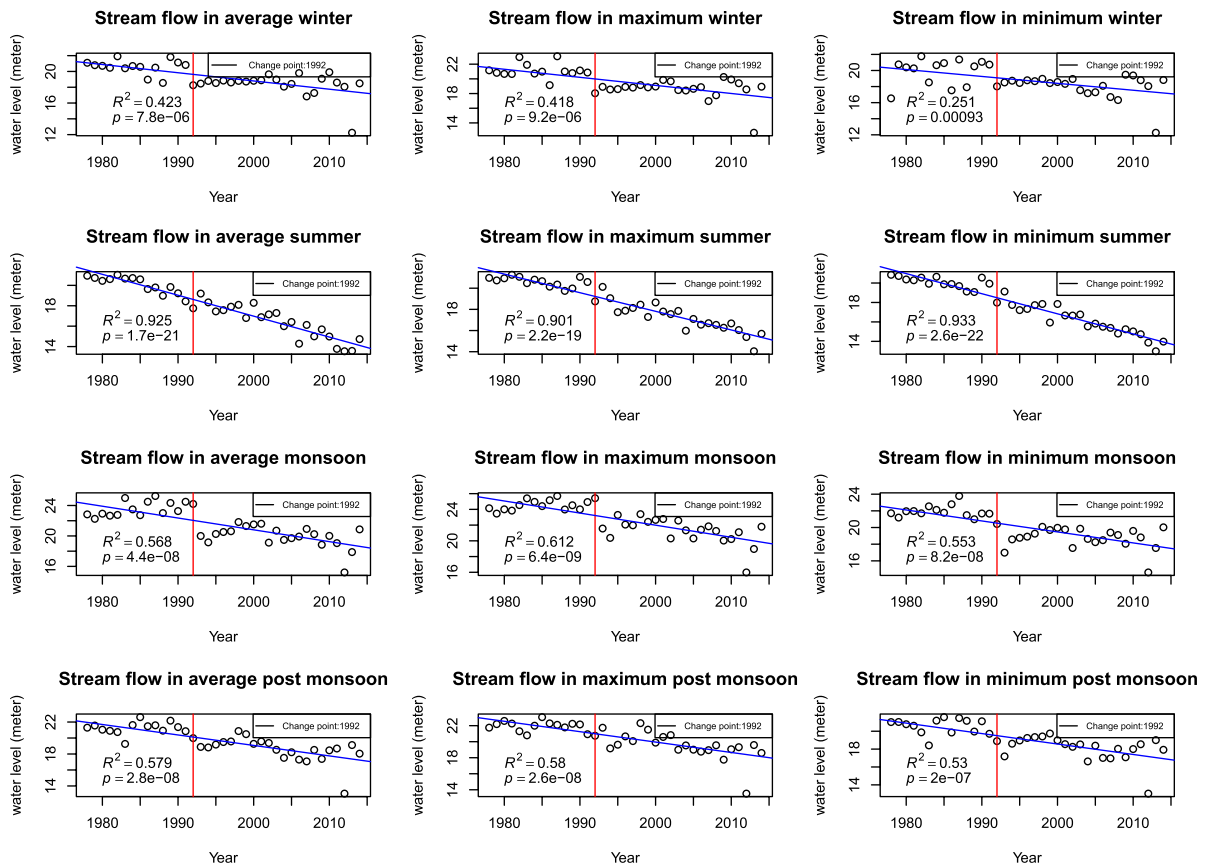 Stream flow in average winter
water level (meter)
20
16
12
Change point:1992
R² = 0.423
p = 7.8e−06
1980 1990 2000 2010
Year
Stream flow in maximum winter
water level (meter)
22
18
14
Change point:1992
R² = 0.418
p = 9.2e−06
1980 1990 2000 2010
Year
Stream flow in minimum winter
water level (meter)
20
16
12
Change point:1992
R² = 0.251
p = 0.00093
1980 1990 2000 2010
Year
Stream flow in average summer
water level (meter)
18
14
Change point:1992
R² = 0.925
p = 1.7e−21
1980 1990 2000 2010
Year
Stream flow in maximum summer
water level (meter)
18
14
Change point:1992
R² = 0.901
p = 2.2e−19
1980 1990 2000 2010
Year
Stream flow in minimum summer
water level (meter)
18
14
Change point:1992
R² = 0.933
p = 2.6e−22
1980 1990 2000 2010
Year
Stream flow in average monsoon
water level (meter)
24
20
16
Change point:1992
R² = 0.568
p = 4.4e−08
1980 1990 2000 2010
Year
Stream flow in maximum monsoon
water level (meter)
24
20
16
Change point:1992
R² = 0.612
p = 6.4e−09
1980 1990 2000 2010
Year
Stream flow in minimum monsoon
water level (meter)
24
20
16
Change point:1992
R² = 0.553
p = 8.2e−08
1980 1990 2000 2010
Year
Stream flow in average post monsoon
water level (meter)
22
18
14
Change point:1992
R² = 0.579
p = 2.8e−08
1980 1990 2000 2010
Year
Stream flow in maximum post monsoon
water level (meter)
22
18
14
Change point:1992
R² = 0.58
p = 2.6e−08
1980 1990 2000 2010
Year
Stream flow in minimum post monsoon
water level (meter)
18
14
Change point:1992
R² = 0.53
p = 2e−07
1980 1990 2000 2010
Year